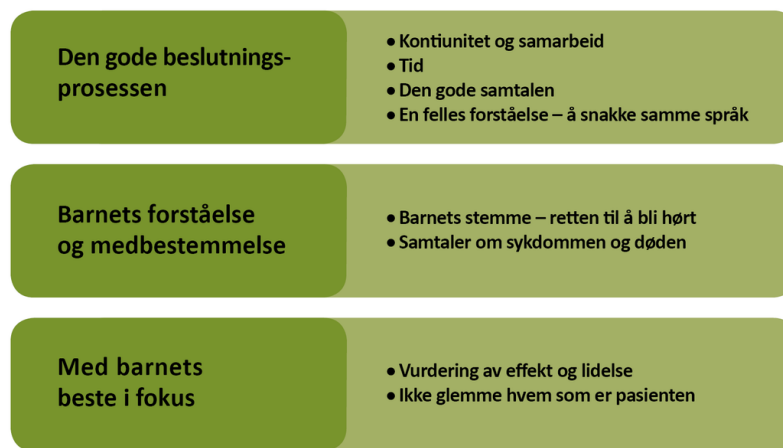 Den gode beslutnings-
prosessen
• Kontiunitet og samarbeid
• Tid
• Den gode samtalen
• En felles forståelse – å snakke samme språk
Barnets forståelse
og medbestemmelse
• Barnets stemme – retten til å bli hørt
• Samtaler om sykdommen og døden
Med barnets
beste i fokus
• Vurdering av effekt og lidelse
• Ikke glemme hvem som er pasienten